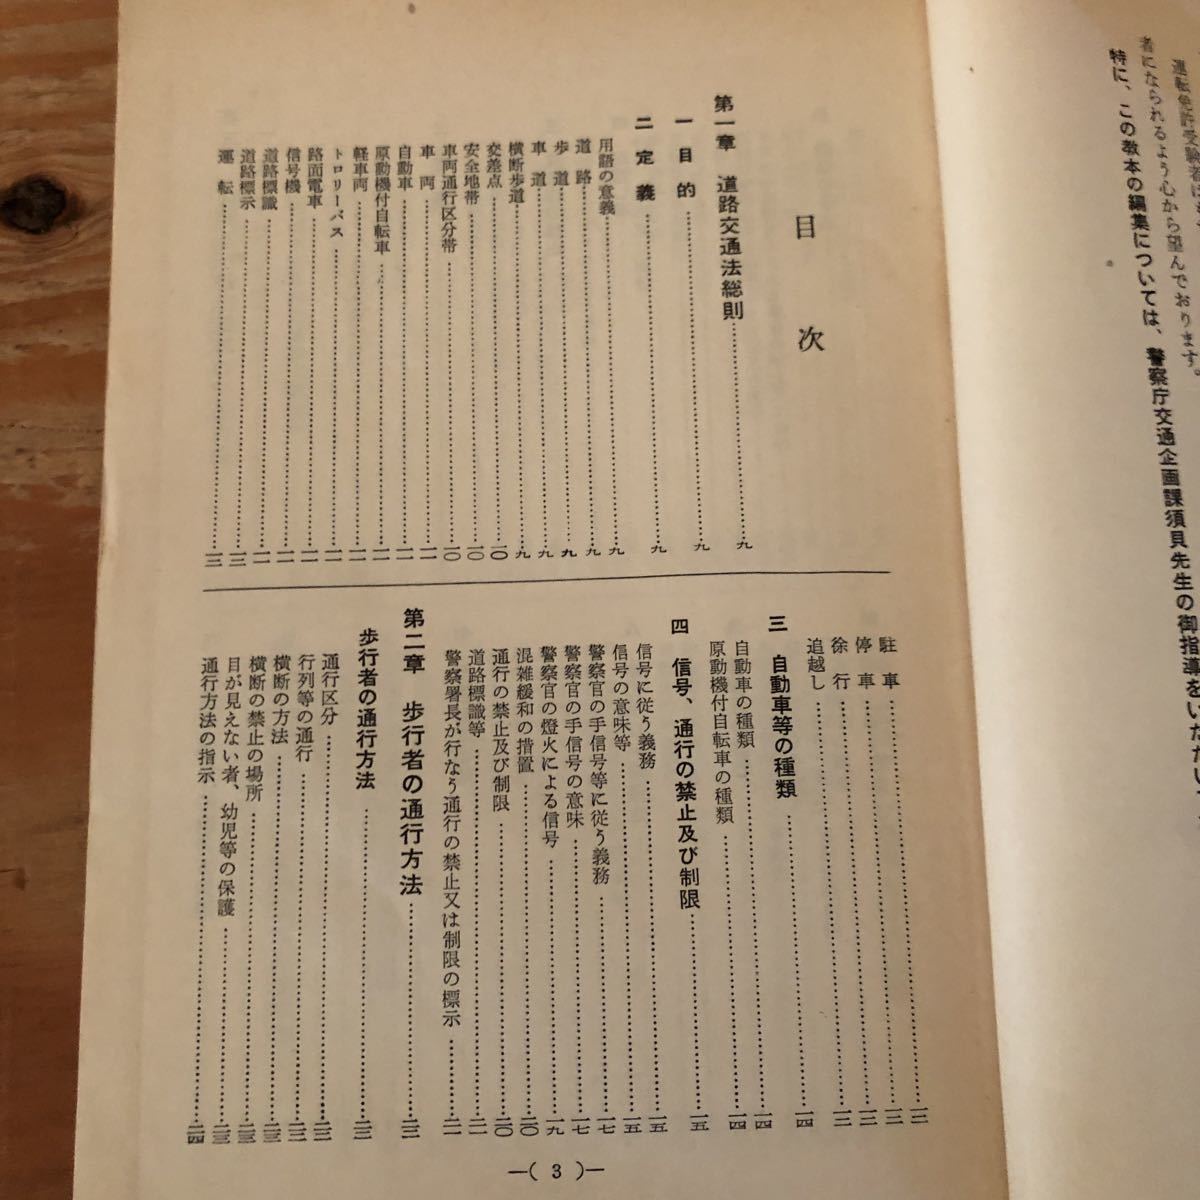 運転免許受験者は
者になられるよう心から望んでおります。
特に、この教本の編集については、警察庁交通企画課須貝先生の御指導をいただいて
目次
第一章 道路交通法総則……九
一 目的……九
二 定義……九
用語の意義……九
道路……九
歩道……九
車道……九
横断歩道……九
交差点……一〇
安全地帯……一〇
車両通行区分帯……一〇
車両……一一
自動車……一一
原動機付自転車……一一
軽車両……一一
トロリーバス……一一
路面電車……一一
信号機……一一
道路標識……一一
道路標示……一二
運転……一二
駐車……一二
停車……一三
徐行……一三
追越し……一四
三 自動車等の種類……一四
自動車の種類……一四
原動機付自転車の種類……一四
四 信号、通行の禁止及び制限……一五
信号に従う義務……一五
信号の意味等……一五
警察官の手信号等に従う義務……一七
警察官の手信号の意味……一七
警察官の燈火による信号……一九
混雑緩和の措置……二〇
通行の禁止及び制限……二〇
道路標識等……二一
警察署長が行なう通行の禁止又は制限の標示……二一
第二章 歩行者の通行方法……二二
歩行者の通行方法……二二
通行区分……二二
行列等の通行……二二
横断の方法……二三
横断の禁止の場所……二三
目が見えない者、幼児等の保護……二三
通行方法の指示……二四
—( 3 )—